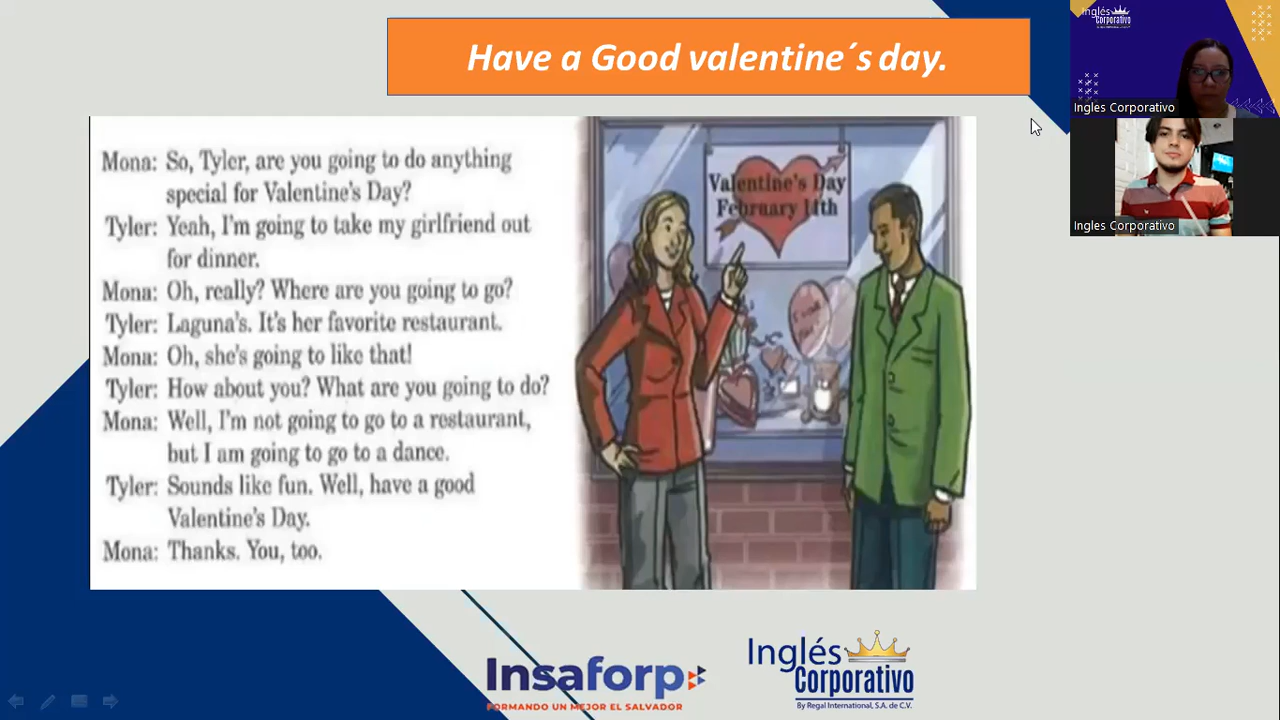 Have a Good valentine´s day.
Inglés
Corporativo
Ingles Corporativo
Ingles Corporativo
Mona: So, Tyler, are you going to do anything
special for Valentine's Day?
Tyler: Yeah, I'm going to take my girlfriend out
for dinner.
Mona: Oh, really? Where are you going to go?
Tyler: Laguna's. It's her favorite restaurant.
Mona: Oh, she's going to like that!
Tyler: How about you? What are you going to do?
Mona: Well, I'm not going to go to a restaurant,
but I am going to go to a dance.
Tyler: Sounds like fun. Well, have a good
Valentine's Day.
Mona: Thanks. You, too.
Valentine's Day
February 14th
Insaforp
FORMANDO UN MEJOR EL SALVADOR
Inglés
Corporativo
By Regal International, S.A. de C.V.